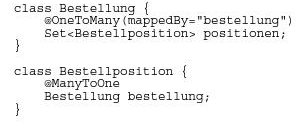 class Bestellung {
    @OneToMany(mappedBy="bestellung")
    Set<Bestellposition> positionen;
}
class Bestellposition {
    @ManyToOne
    Bestellung bestellung;
}